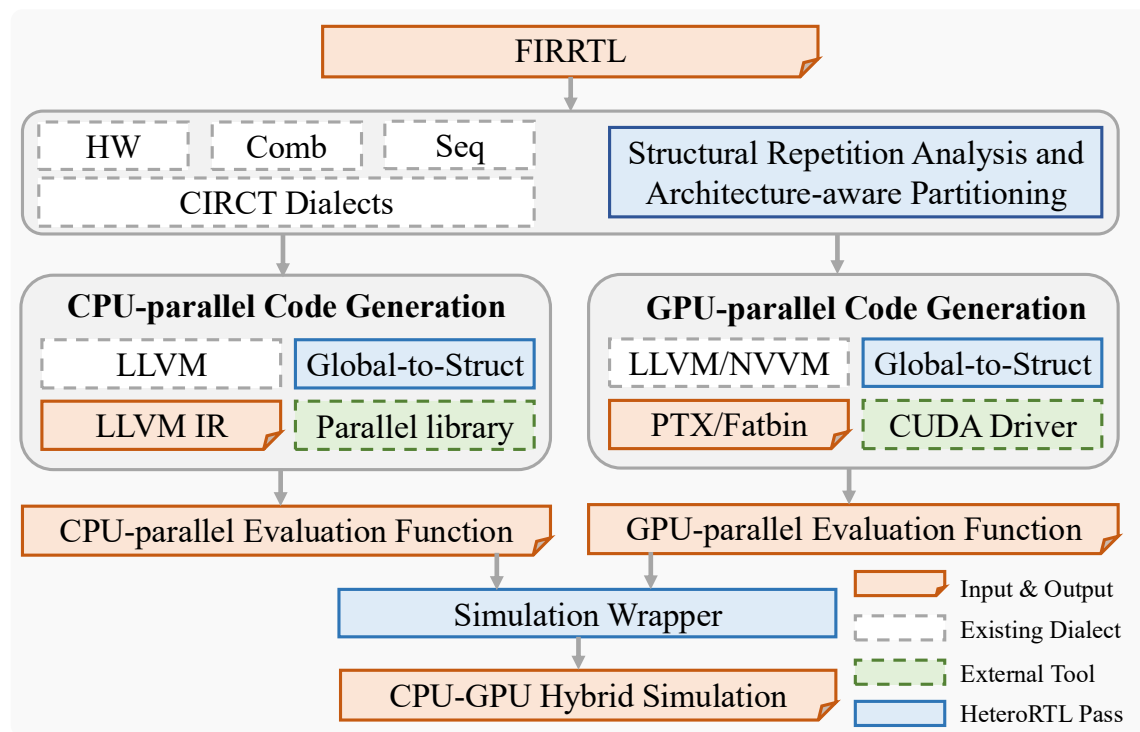 FIRRTL
HW
Comb
Seq
CIRCT Dialects
Structural Repetition Analysis and
Architecture-aware Partitioning
CPU-parallel Code Generation
LLVM
Global-to-Struct
LLVM IR
Parallel library
GPU-parallel Code Generation
LLVM/NVVM
Global-to-Struct
PTX/Fatbin
CUDA Driver
CPU-parallel Evaluation Function
GPU-parallel Evaluation Function
Simulation Wrapper
CPU-GPU Hybrid Simulation
Input & Output
Existing Dialect
External Tool
HeteroRTL Pass